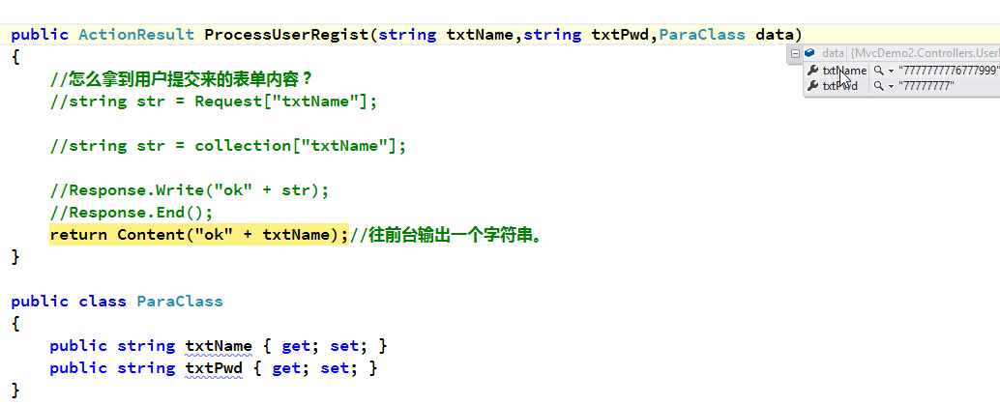 public ActionResult ProcessUserRegist(string txtName,string txtPwd,ParaClass data)
data {MvcDemo2.Controllers.UserI
{
txtName "7777777776777999"
//怎么拿到用户提交来的表单内容？
txtPwd "77777777"
//string str = Request["txtName"];
//string str = collection["txtName"];
//Response.Write("ok" + str);
//Response.End();
return Content("ok" + txtName);//往前台输出一个字符串。
}
public class ParaClass
{
public string txtName { get; set; }
public string txtPwd { get; set; }
}